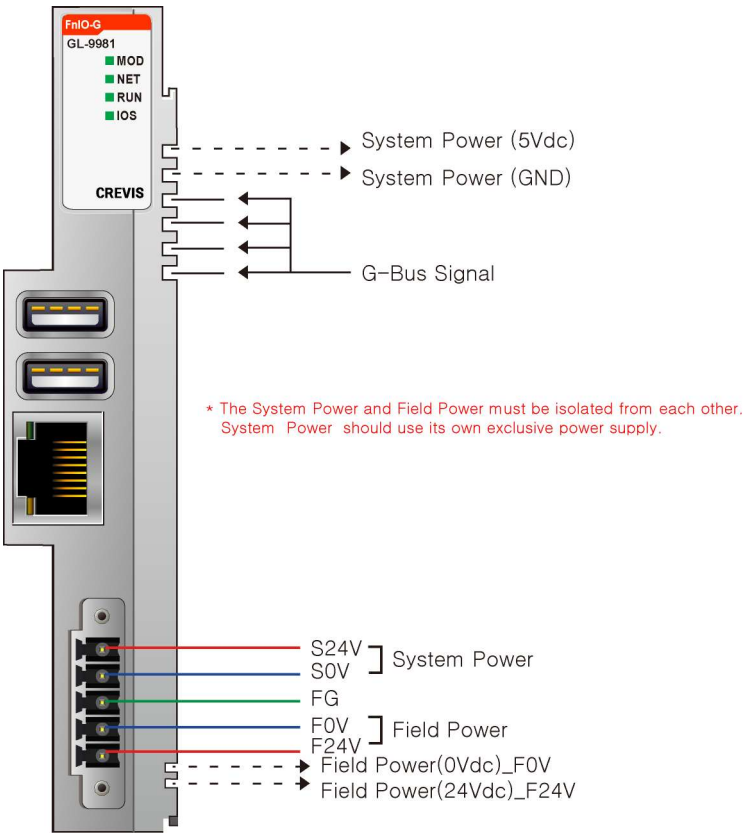 FnIO-G
GL-9981
MOD
NET
RUN
IOS
CREVIS
System Power (5Vdc)
System Power (GND)
G-Bus Signal
* The System Power and Field Power must be isolated from each other.
System Power should use its own exclusive power supply.
S24V
System Power
S0V
FG
F0V
Field Power
F24V
Field Power(0Vdc)_F0V
Field Power(24Vdc)_F24V